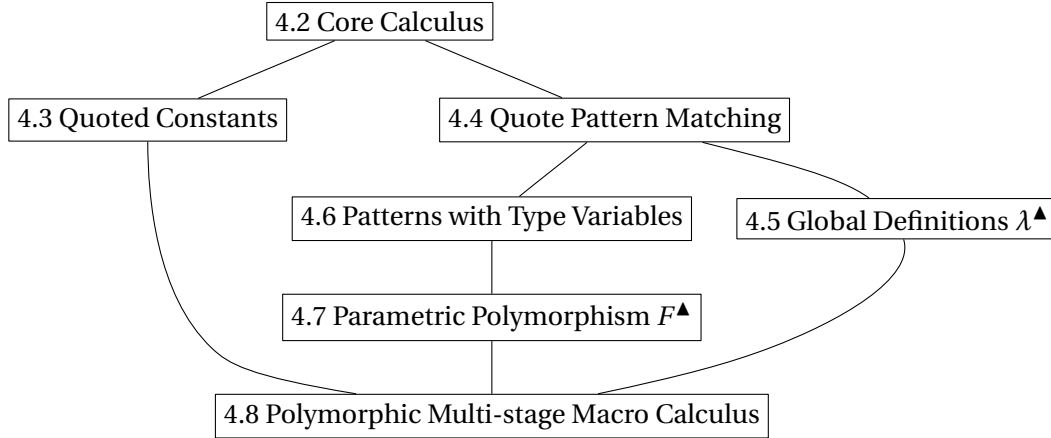 4.2 Core Calculus
4.3 Quoted Constants
4.4 Quote Pattern Matching
4.6 Patterns with Type Variables
4.5 Global Definitions λ▲
4.7 Parametric Polymorphism F▲
4.8 Polymorphic Multi-stage Macro Calculus